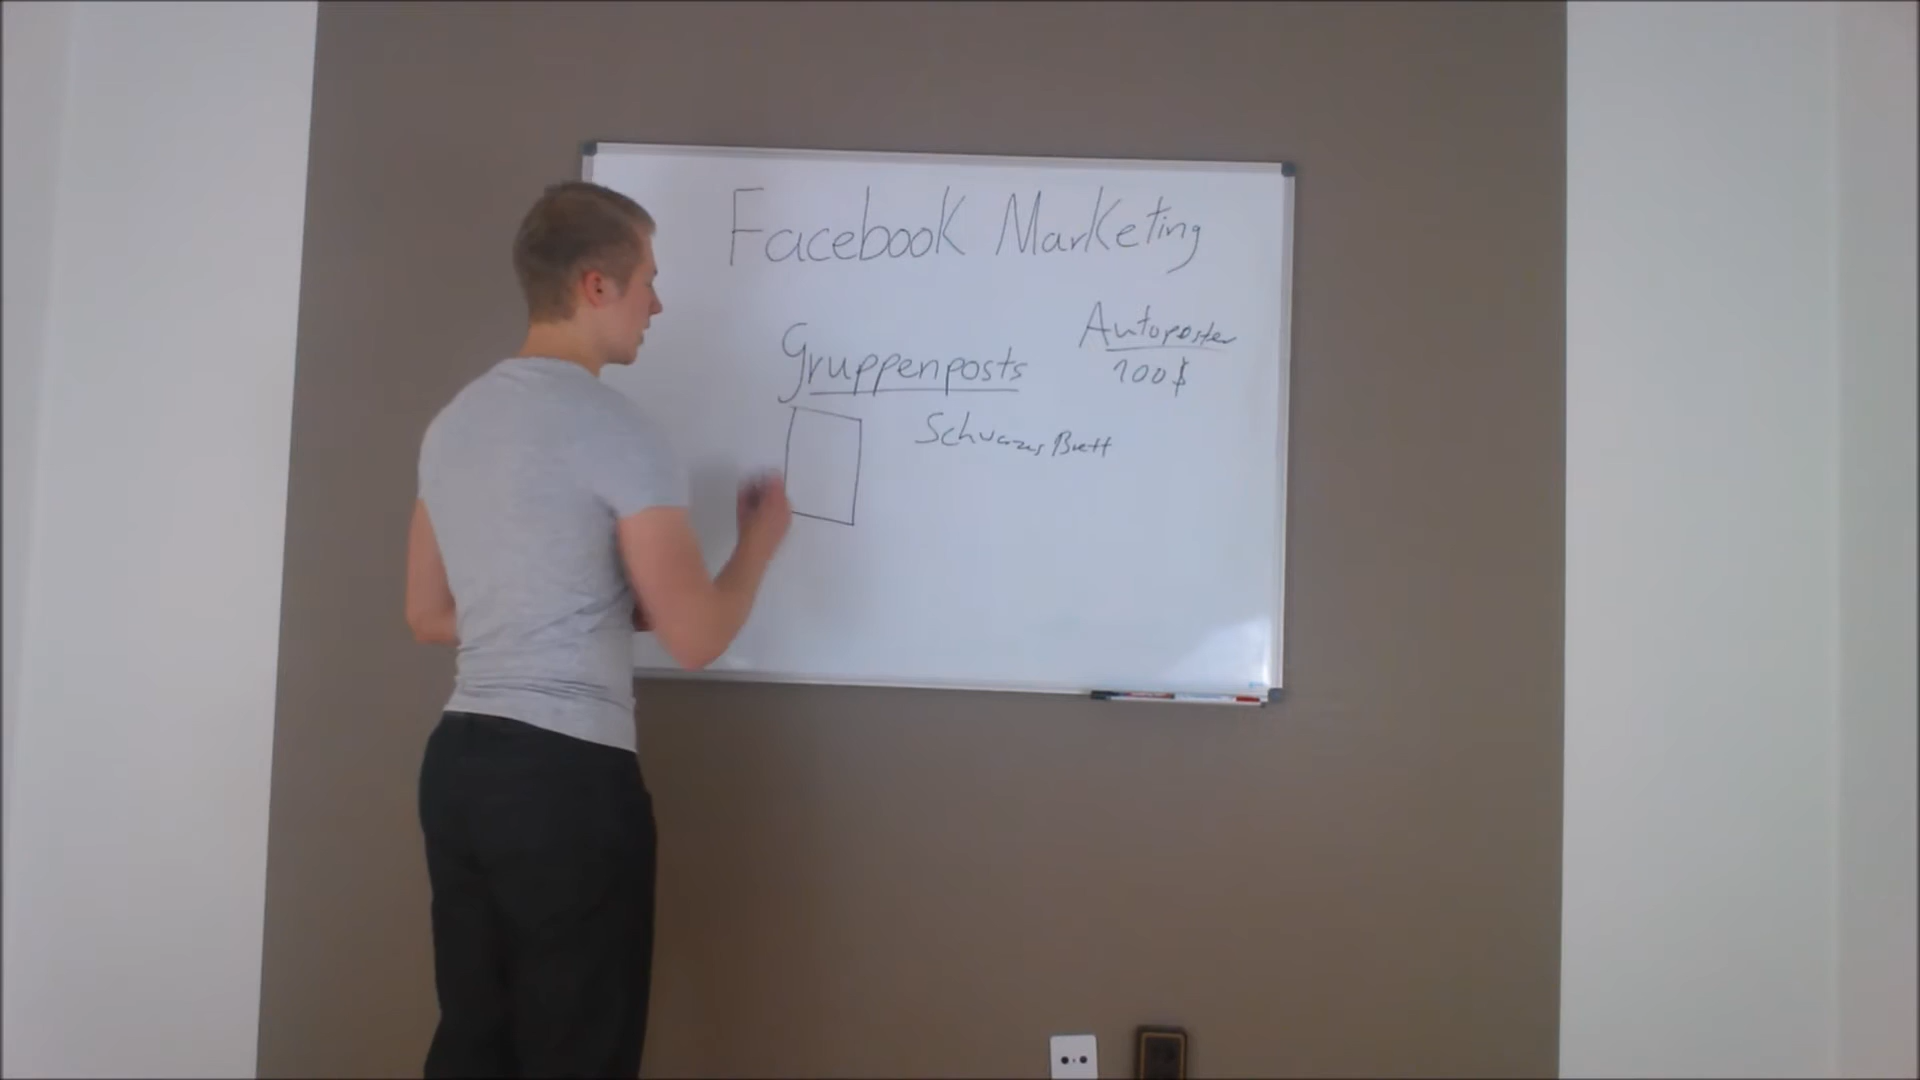 Facebook Marketing
Autoposter
100$
Gruppenposts
Schwarzes Brett